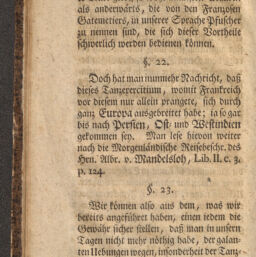 als anderwärts, die von den Franzosen
Gatemetiers, in unserer Sprache Pfuscher
zu nennen sind, die sich dieser Vortheile
schwerlich werden bedienen können.
§. 22.
Doch hat man nunmehr Nachricht, daß
dieses Tanzexercitium, womit Frankreich
vor diesem nur allein prangete, sich durch
ganz Europa ausgebreitet habe; ja so gar
bis nach Persien, Ost- und Westindien
gekommen sey. Man lese hievon weiter
nach die Morgenländische Reisebeschr. des
Hrn. Albr. v. Mandelsloh, Lib. II. c. 3.
p. 124.
§. 23.
Wir können also aus dem, was wir
bereits angeführet haben, einen iedem die
Gewähr sicher stellen, daß man in unsern
Tagen nicht mehr nöthig habe, der galan-
ten Uebungen wegen, insonderheit der Tanz-